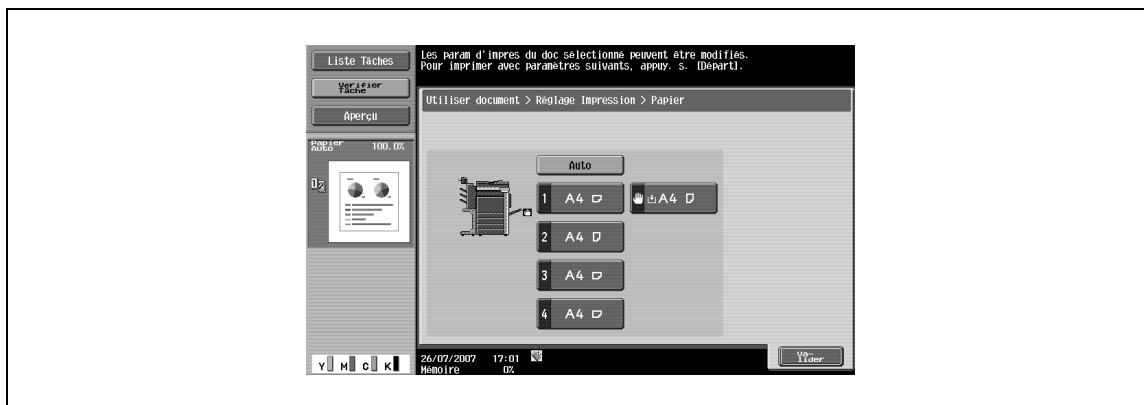 Liste Tâches
Vérifier
Tâche
Aperçu
Papier
Auto 100.0%
Les param d'impres du doc sélectionné peuvent être modifiés.
Pour imprimer avec paramètres suivants, appuy. s. [Départ].
Utiliser document > Réglage Impression > Papier
Auto
1 A4
A4
2 A4
3 A4
4 A4
Y M C K
26/07/2007 17:01
Mémoire 0%
Va-
lider